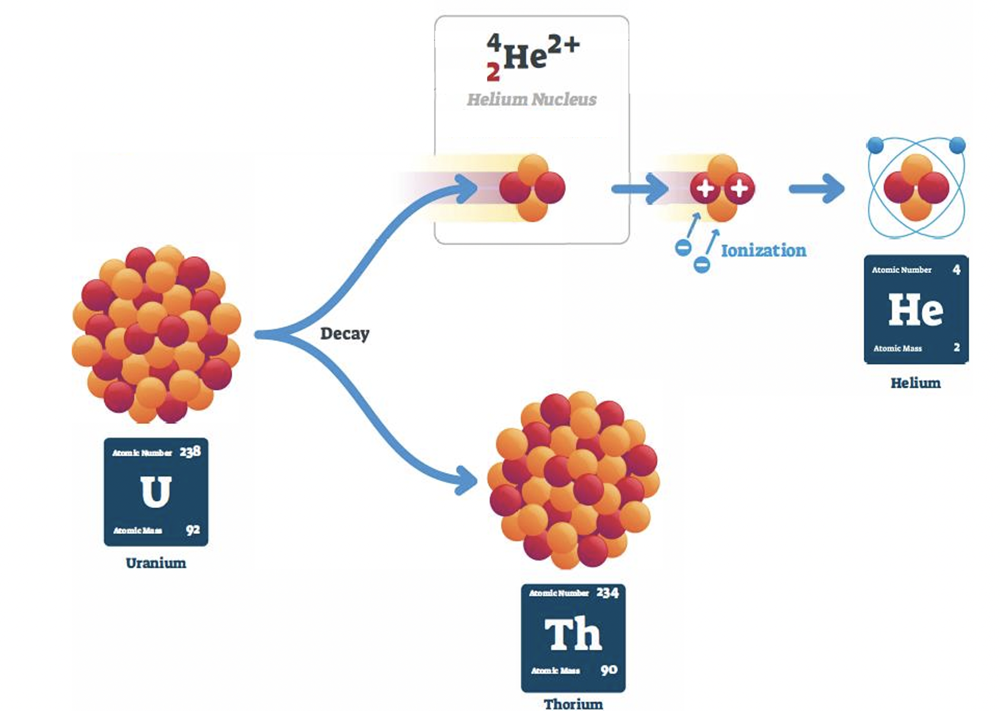 4
2He2+
Helium Nucleus
+ +
− −
Ionization
Decay
Atomic Number 4
He
Atomic Mass 2
Helium
Atomic Number 238
U
Atomic Mass 92
Uranium
Atomic Number 234
Th
Atomic Mass 90
Thorium